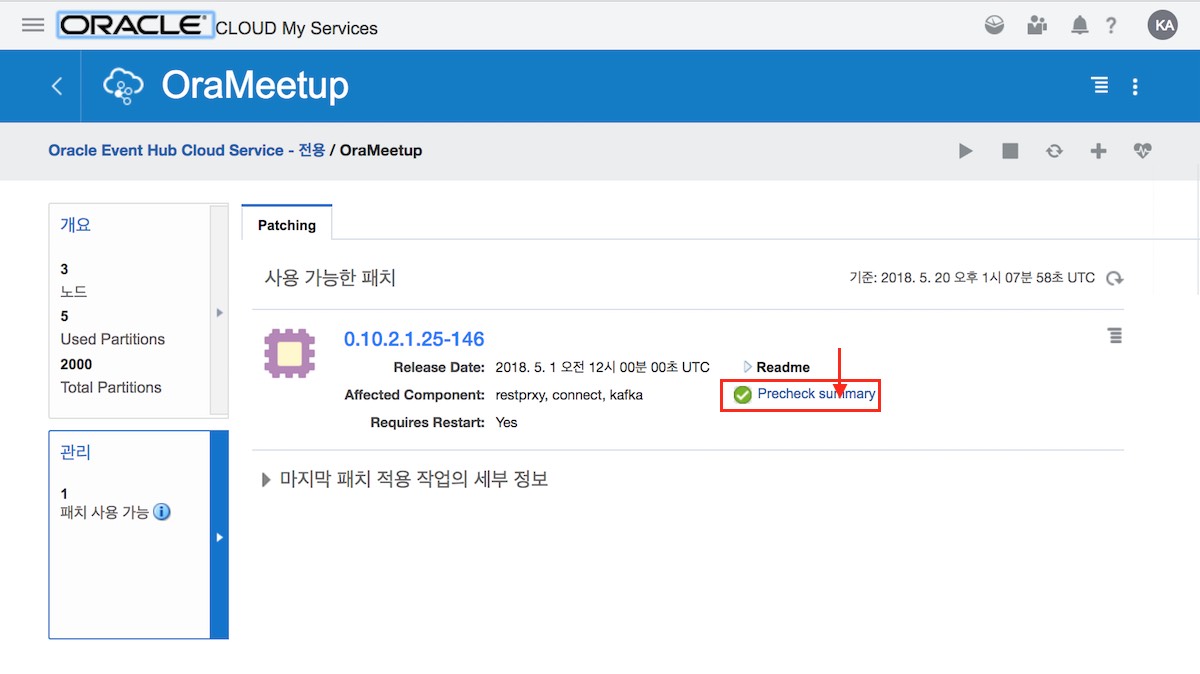 ORACLE CLOUD My Services
KA
OraMeetup
Oracle Event Hub Cloud Service - 전용 / OraMeetup
개요
3
노드
5
Used Partitions
2000
Total Partitions
관리
1
패치 사용 가능
Patching
사용 가능한 패치
기준: 2018. 5. 20 오후 1시 07분 58초 UTC
0.10.2.1.25-146
Release Date: 2018. 5. 1 오전 12시 00분 00초 UTC
Readme
Affected Component: restprxy, connect, kafka
Precheck summary
Requires Restart: Yes
마지막 패치 적용 작업의 세부 정보